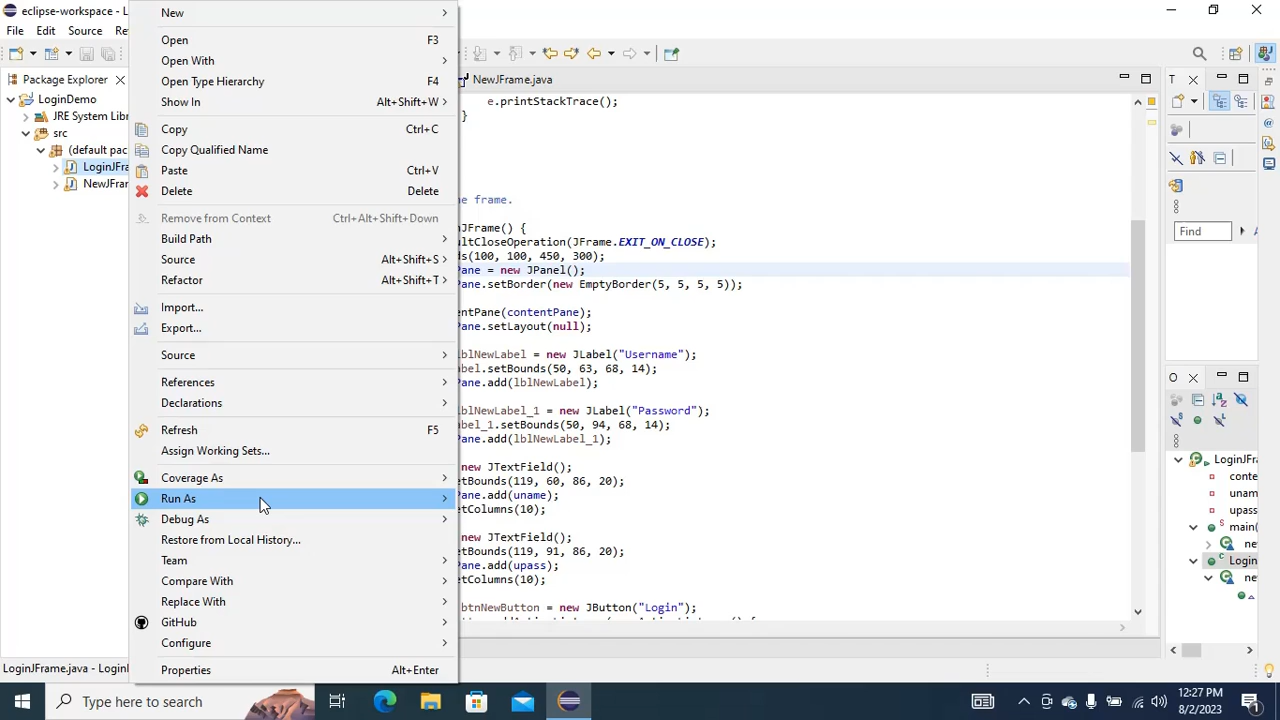 eclipse-workspace
File Edit Source Re
Package Explorer
LoginDemo
JRE System Libr
src
(default pac
LoginJFra
NewJFram
New
Open F3
Open With
Open Type Hierarchy F4
Show In Alt+Shift+W
Copy Ctrl+C
Copy Qualified Name
Paste Ctrl+V
Delete Delete
Remove from Context Ctrl+Alt+Shift+Down
Build Path
Source Alt+Shift+S
Refactor Alt+Shift+T
Import...
Export...
Source
References
Declarations
Refresh F5
Assign Working Sets...
Coverage As
Run As
Debug As
Restore from Local History...
Team
Compare With
Replace With
GitHub
Configure
Properties Alt+Enter
NewJFrame.java
e.printStackTrace();
}
e frame.
JFrame() {
ultCloseOperation(JFrame.EXIT_ON_CLOSE);
ds(100, 100, 450, 300);
Pane = new JPanel();
Pane.setBorder(new EmptyBorder(5, 5, 5, 5));
entPane(contentPane);
Pane.setLayout(null);
lblNewLabel = new JLabel("Username");
abel.setBounds(50, 63, 68, 14);
Pane.add(lblNewLabel);
lblNewLabel_1 = new JLabel("Password");
abel_1.setBounds(50, 94, 68, 14);
Pane.add(lblNewLabel_1);
new JTextField();
etBounds(119, 60, 86, 20);
Pane.add(uname);
etColumns(10);
new JTextField();
etBounds(119, 91, 86, 20);
Pane.add(upass);
etColumns(10);
btnNewButton = new JButton("Login");
T
Find
O
LoginJFr
conte
unam
upass
main(
ne
Login
ne
LoginJFrame.java - LoginD
Type here to search
12:27 PM
8/2/2023
1